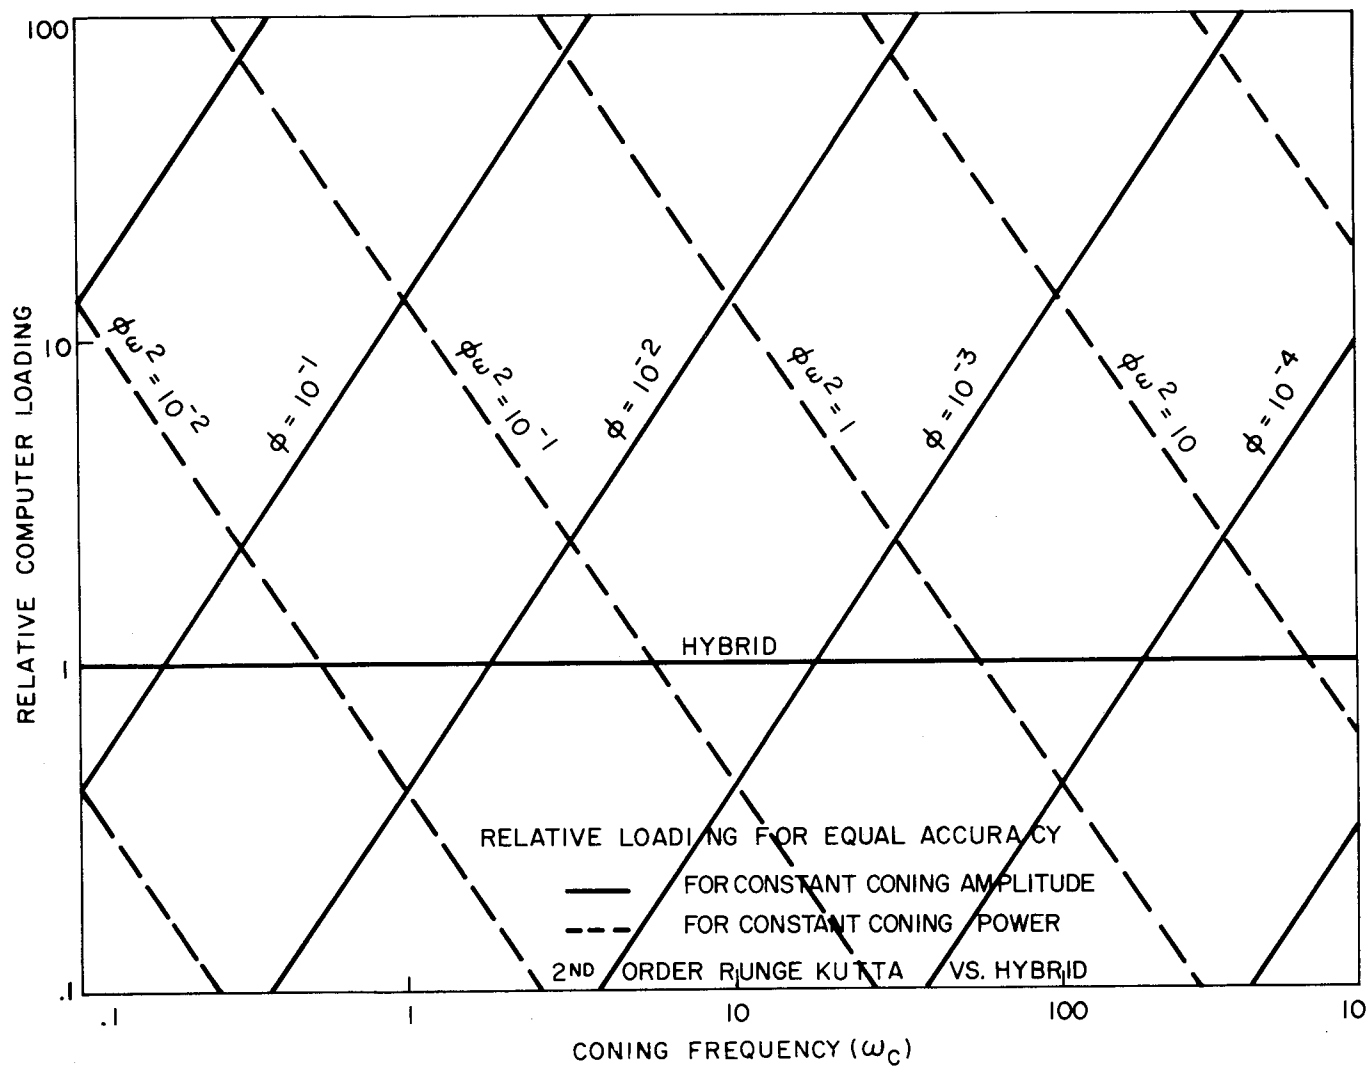 100
10
1
.1
RELATIVE COMPUTER LOADING
ϕω² = 10⁻²
ϕ = 10⁻¹
ϕω² = 10⁻¹
ϕ = 10⁻²
ϕω² = 1
ϕ = 10⁻³
ϕω² = 10
ϕ = 10⁻⁴
HYBRID
RELATIVE LOADING FOR EQUAL ACCURACY
FOR CONSTANT CONING AMPLITUDE
FOR CONSTANT CONING POWER
2ND ORDER RUNGE KUTTA VS. HYBRID
.1 1 10 100 10
CONING FREQUENCY (ωC)